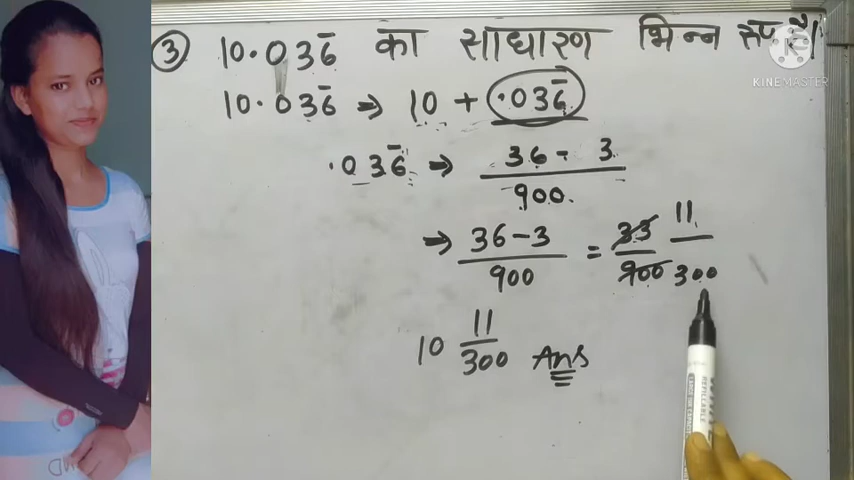 ③ 10.036̅ का साधारण भिन्न रूप है।
KINEMASTER
10.036̅ ⇒ 10 + .036̅
.036̅ → 36 - 3 / 900
→ 36-3 / 900 = 33 / 900 11 / 300
10 11/300 Ans